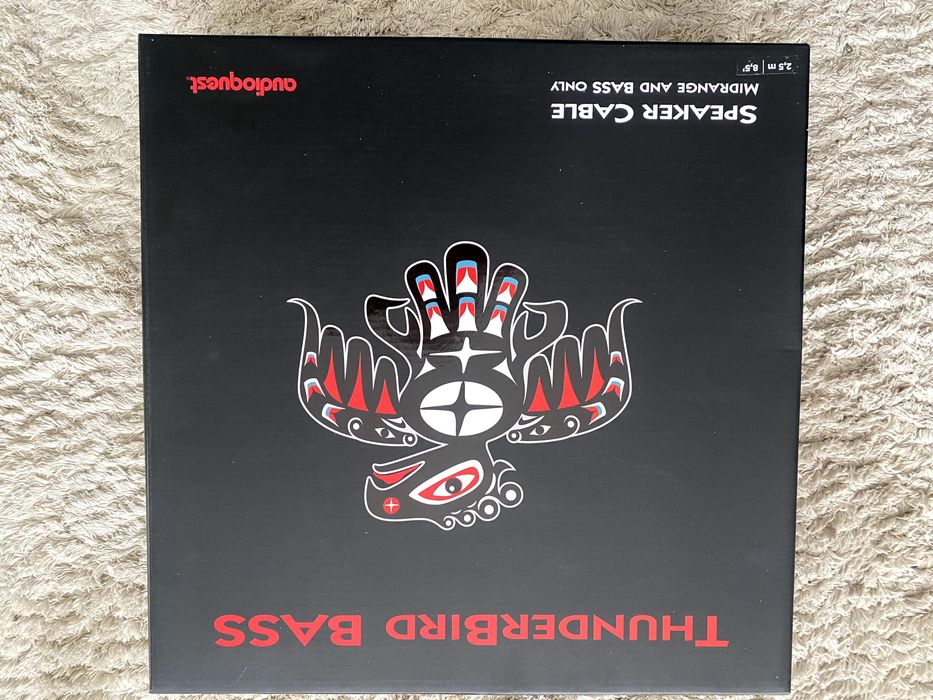 THUNDERBIRD BASS
SPEAKER CABLE
MIDRANGE AND BASS ONLY
2,5 m | 8,5'
audioquest